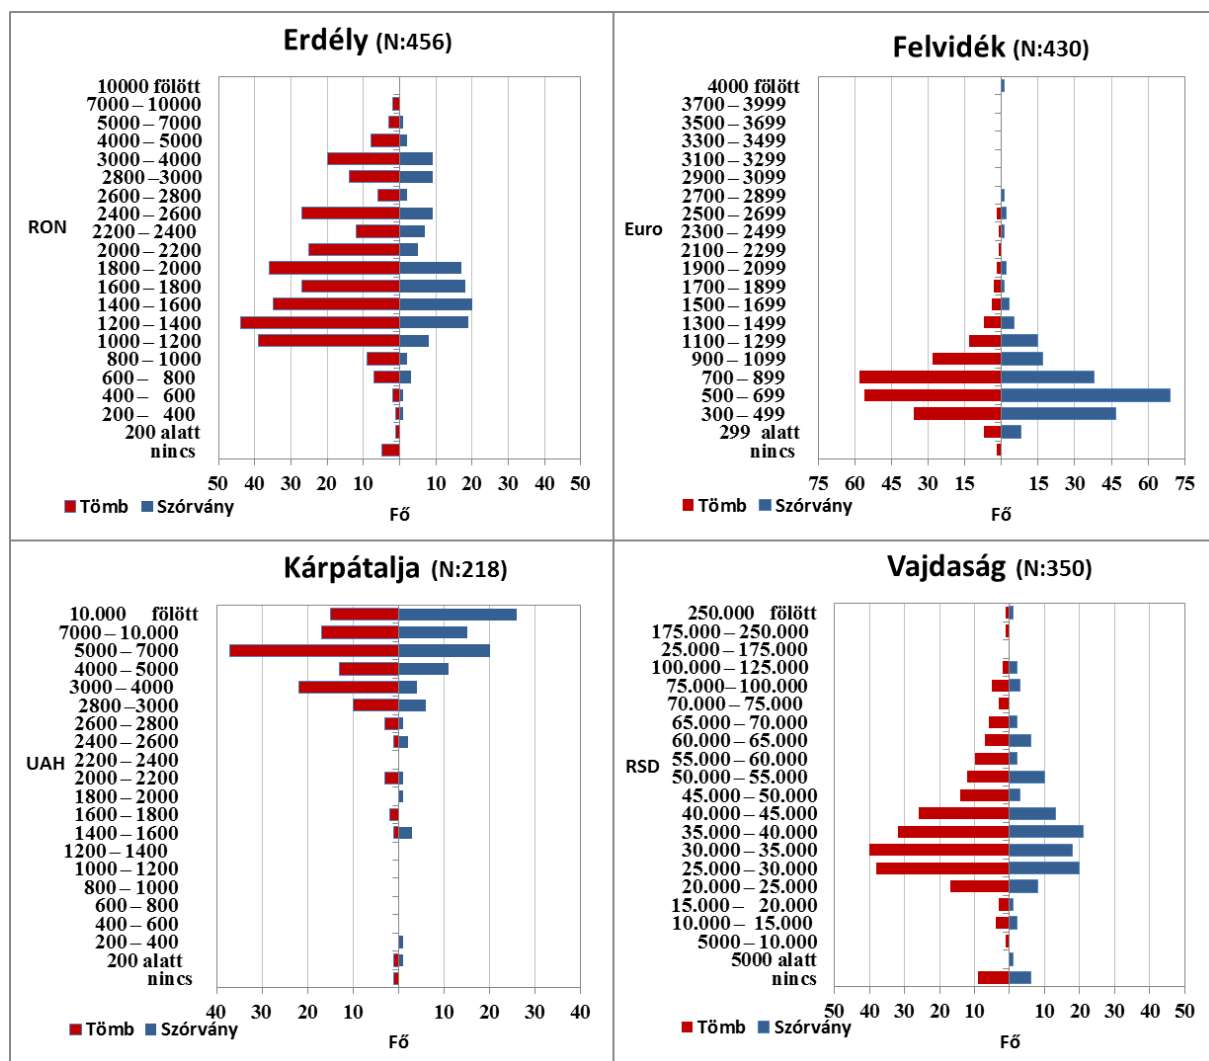 Erdély (N:456)
10000 fölött
7000 – 10000
5000 – 7000
4000 – 5000
3000 – 4000
2800 – 3000
2600 – 2800
2400 – 2600
2200 – 2400
2000 – 2200
1800 – 2000
1600 – 1800
1400 – 1600
1200 – 1400
1000 – 1200
800 – 1000
600 – 800
400 – 600
200 – 400
200 alatt
nincs
RON
50 40 30 20 10 10 20 30 40 50
Tömb Szórvány
Fő
Felvidék (N:430)
4000 fölött
3700 – 3999
3500 – 3699
3300 – 3499
3100 – 3299
2900 – 3099
2700 – 2899
2500 – 2699
2300 – 2499
2100 – 2299
1900 – 2099
1700 – 1899
1500 – 1699
1300 – 1499
1100 – 1299
900 – 1099
700 – 899
500 – 699
300 – 499
299 alatt
nincs
Euro
75 60 45 30 15 15 30 45 60 75
Tömb Szórvány
Fő
Kárpátalja (N:218)
10.000 fölött
7000 – 10.000
5000 – 7000
4000 – 5000
3000 – 4000
2800 – 3000
2600 – 2800
2400 – 2600
2200 – 2400
2000 – 2200
1800 – 2000
1600 – 1800
1400 – 1600
1200 – 1400
1000 – 1200
800 – 1000
600 – 800
400 – 600
200 – 400
200 alatt
nincs
UAH
40 30 20 10 10 20 30 40
Tömb Szórvány
Fő
Vajdaság (N:350)
250.000 fölött
175.000 – 250.000
25.000 – 175.000
100.000 – 125.000
75.000 – 100.000
70.000 – 75.000
65.000 – 70.000
60.000 – 65.000
55.000 – 60.000
50.000 – 55.000
45.000 – 50.000
40.000 – 45.000
35.000 – 40.000
30.000 – 35.000
25.000 – 30.000
20.000 – 25.000
15.000 – 20.000
10.000 – 15.000
5000 – 10.000
5000 alatt
nincs
RSD
50 40 30 20 10 10 20 30 40 50
Tömb Szórvány
Fő